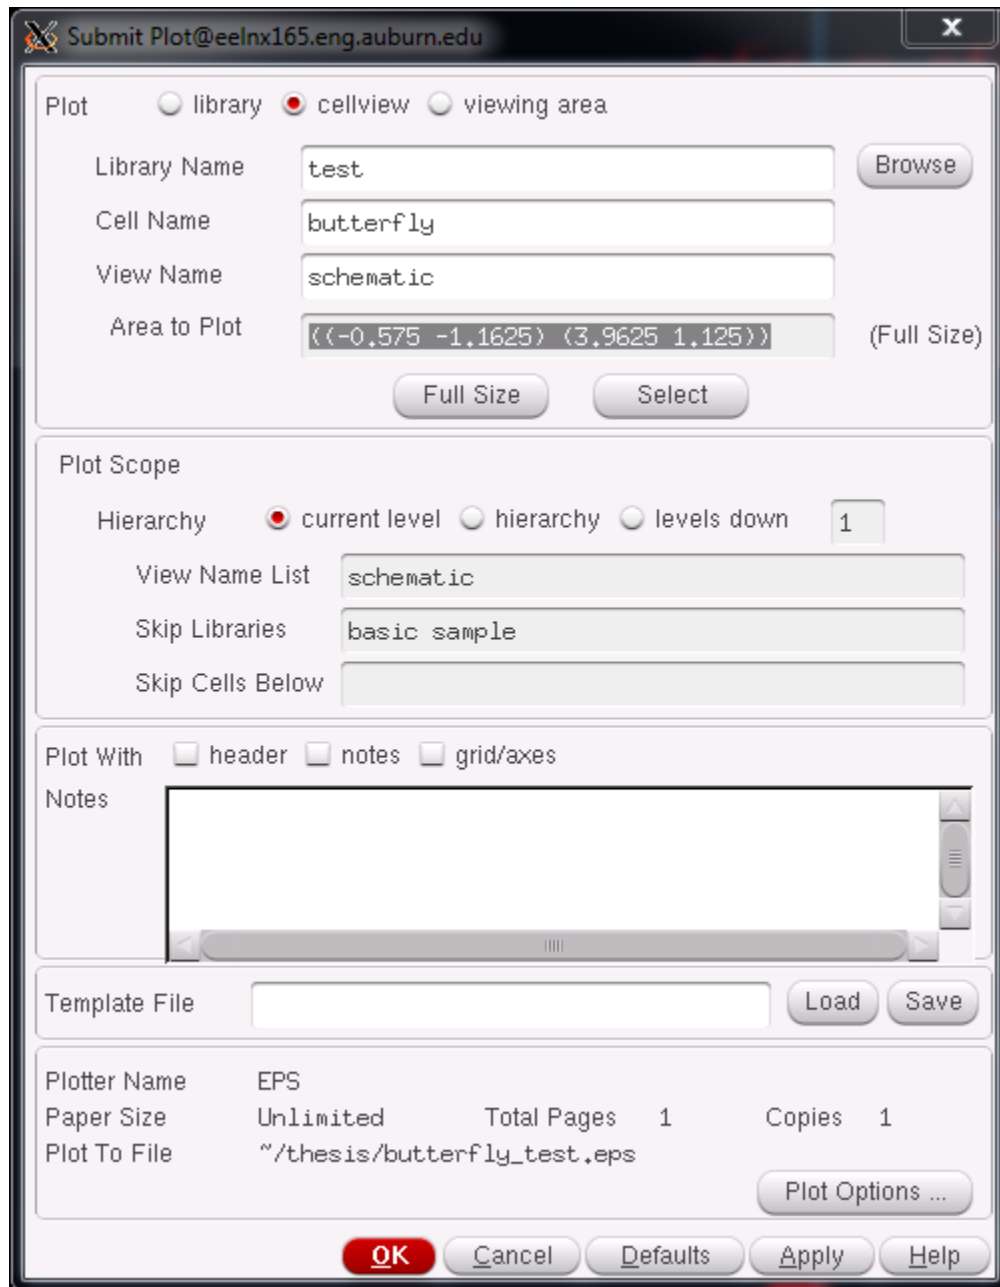 Submit Plot@eelnx165.eng.auburn.edu x
Plot library cellview viewing area
Library Name test Browse
Cell Name butterfly
View Name schematic
Area to Plot ((-0.575 -1.1625) (3.9625 1.125)) (Full Size)
Full Size Select
Plot Scope
Hierarchy current level hierarchy levels down 1
View Name List schematic
Skip Libraries basic sample
Skip Cells Below
Plot With header notes grid/axes
Notes
Template File Load Save
Plotter Name EPS
Paper Size Unlimited Total Pages 1 Copies 1
Plot To File ~/thesis/butterfly_test.eps
Plot Options ...
OK Cancel Defaults Apply Help